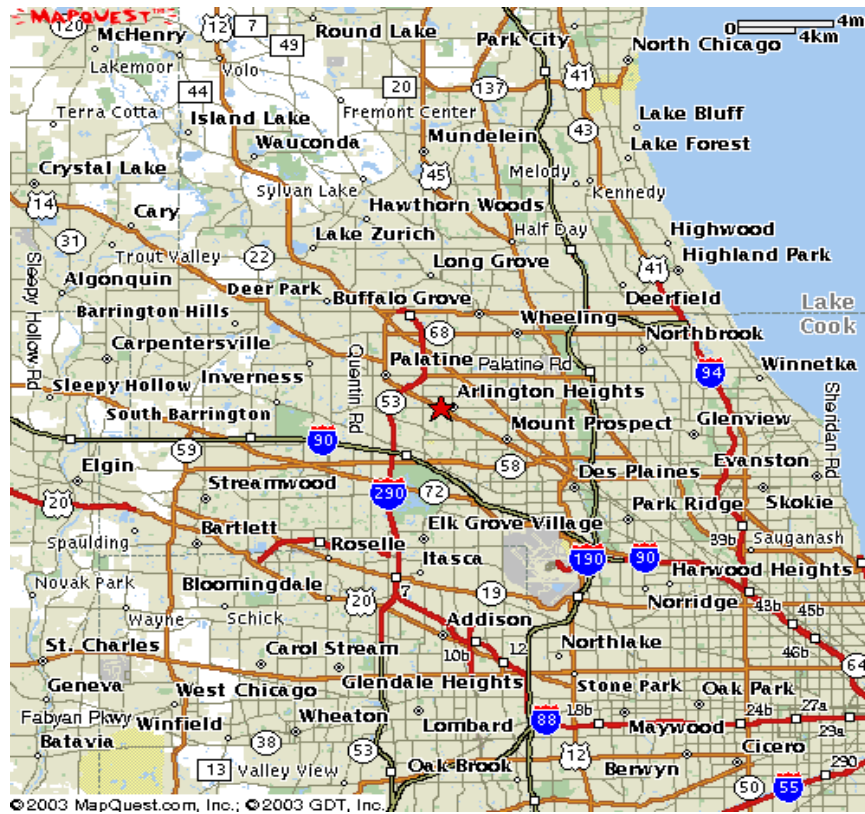 MAPQUEST
TM
120
McHenry
12
7
49
Round Lake
Park City
0
4mi
4km
North Chicago
Lakemoor
Volo
41
44
20
137
Terra Cotta
Island Lake
Fremont Center
43
Lake Bluff
Wauconda
Mundelein
Lake Forest
Crystal Lake
45
Melody
Sylvan Lake
Kennedy
14
Cary
Hawthorn Woods
Half Day
Highwood
31
Lake Zurich
Highland Park
Trout Valley
22
Long Grove
41
Sleepy Hollow Rd
Algonquin
Deer Park
Buffalo Grove
Deerfield
Lake
Barrington Hills
Wheeling
Cook
68
Northbrook
Carpentersville
Quentin Rd
Palatine
Palatine Rd
Winnetka
Inverness
94
Sleepy Hollow
Arlington Heights
53
Sheridan Rd
South Barrington
Mount Prospect
Glenview
90
59
58
Evanston
Elgin
Des Plaines
Streamwood
290
72
Skokie
20
Park Ridge
Bartlett
Elk Grove Village
39b
Sauganash
Spaulding
Roselle
Itasca
190
90
Harwood Heights
Novak Park
Bloomingdale
7
19
Norridge
43b
45b
20
Wayne
Schick
Addison
46b
St. Charles
10b
12
Northlake
64
Carol Stream
Geneva
Glendale Heights
Stone Park
Oak Park
West Chicago
18b
24b
27a
Fabyan Pkwy
Winfield
Wheaton
Lombard
88
Maywood
29a
Batavia
38
53
12
Cicero
13
Valley View
Oak Brook
Berwyn
290
50
55
©2003 MapQuest.com, Inc.; ©2003 GDT, Inc.